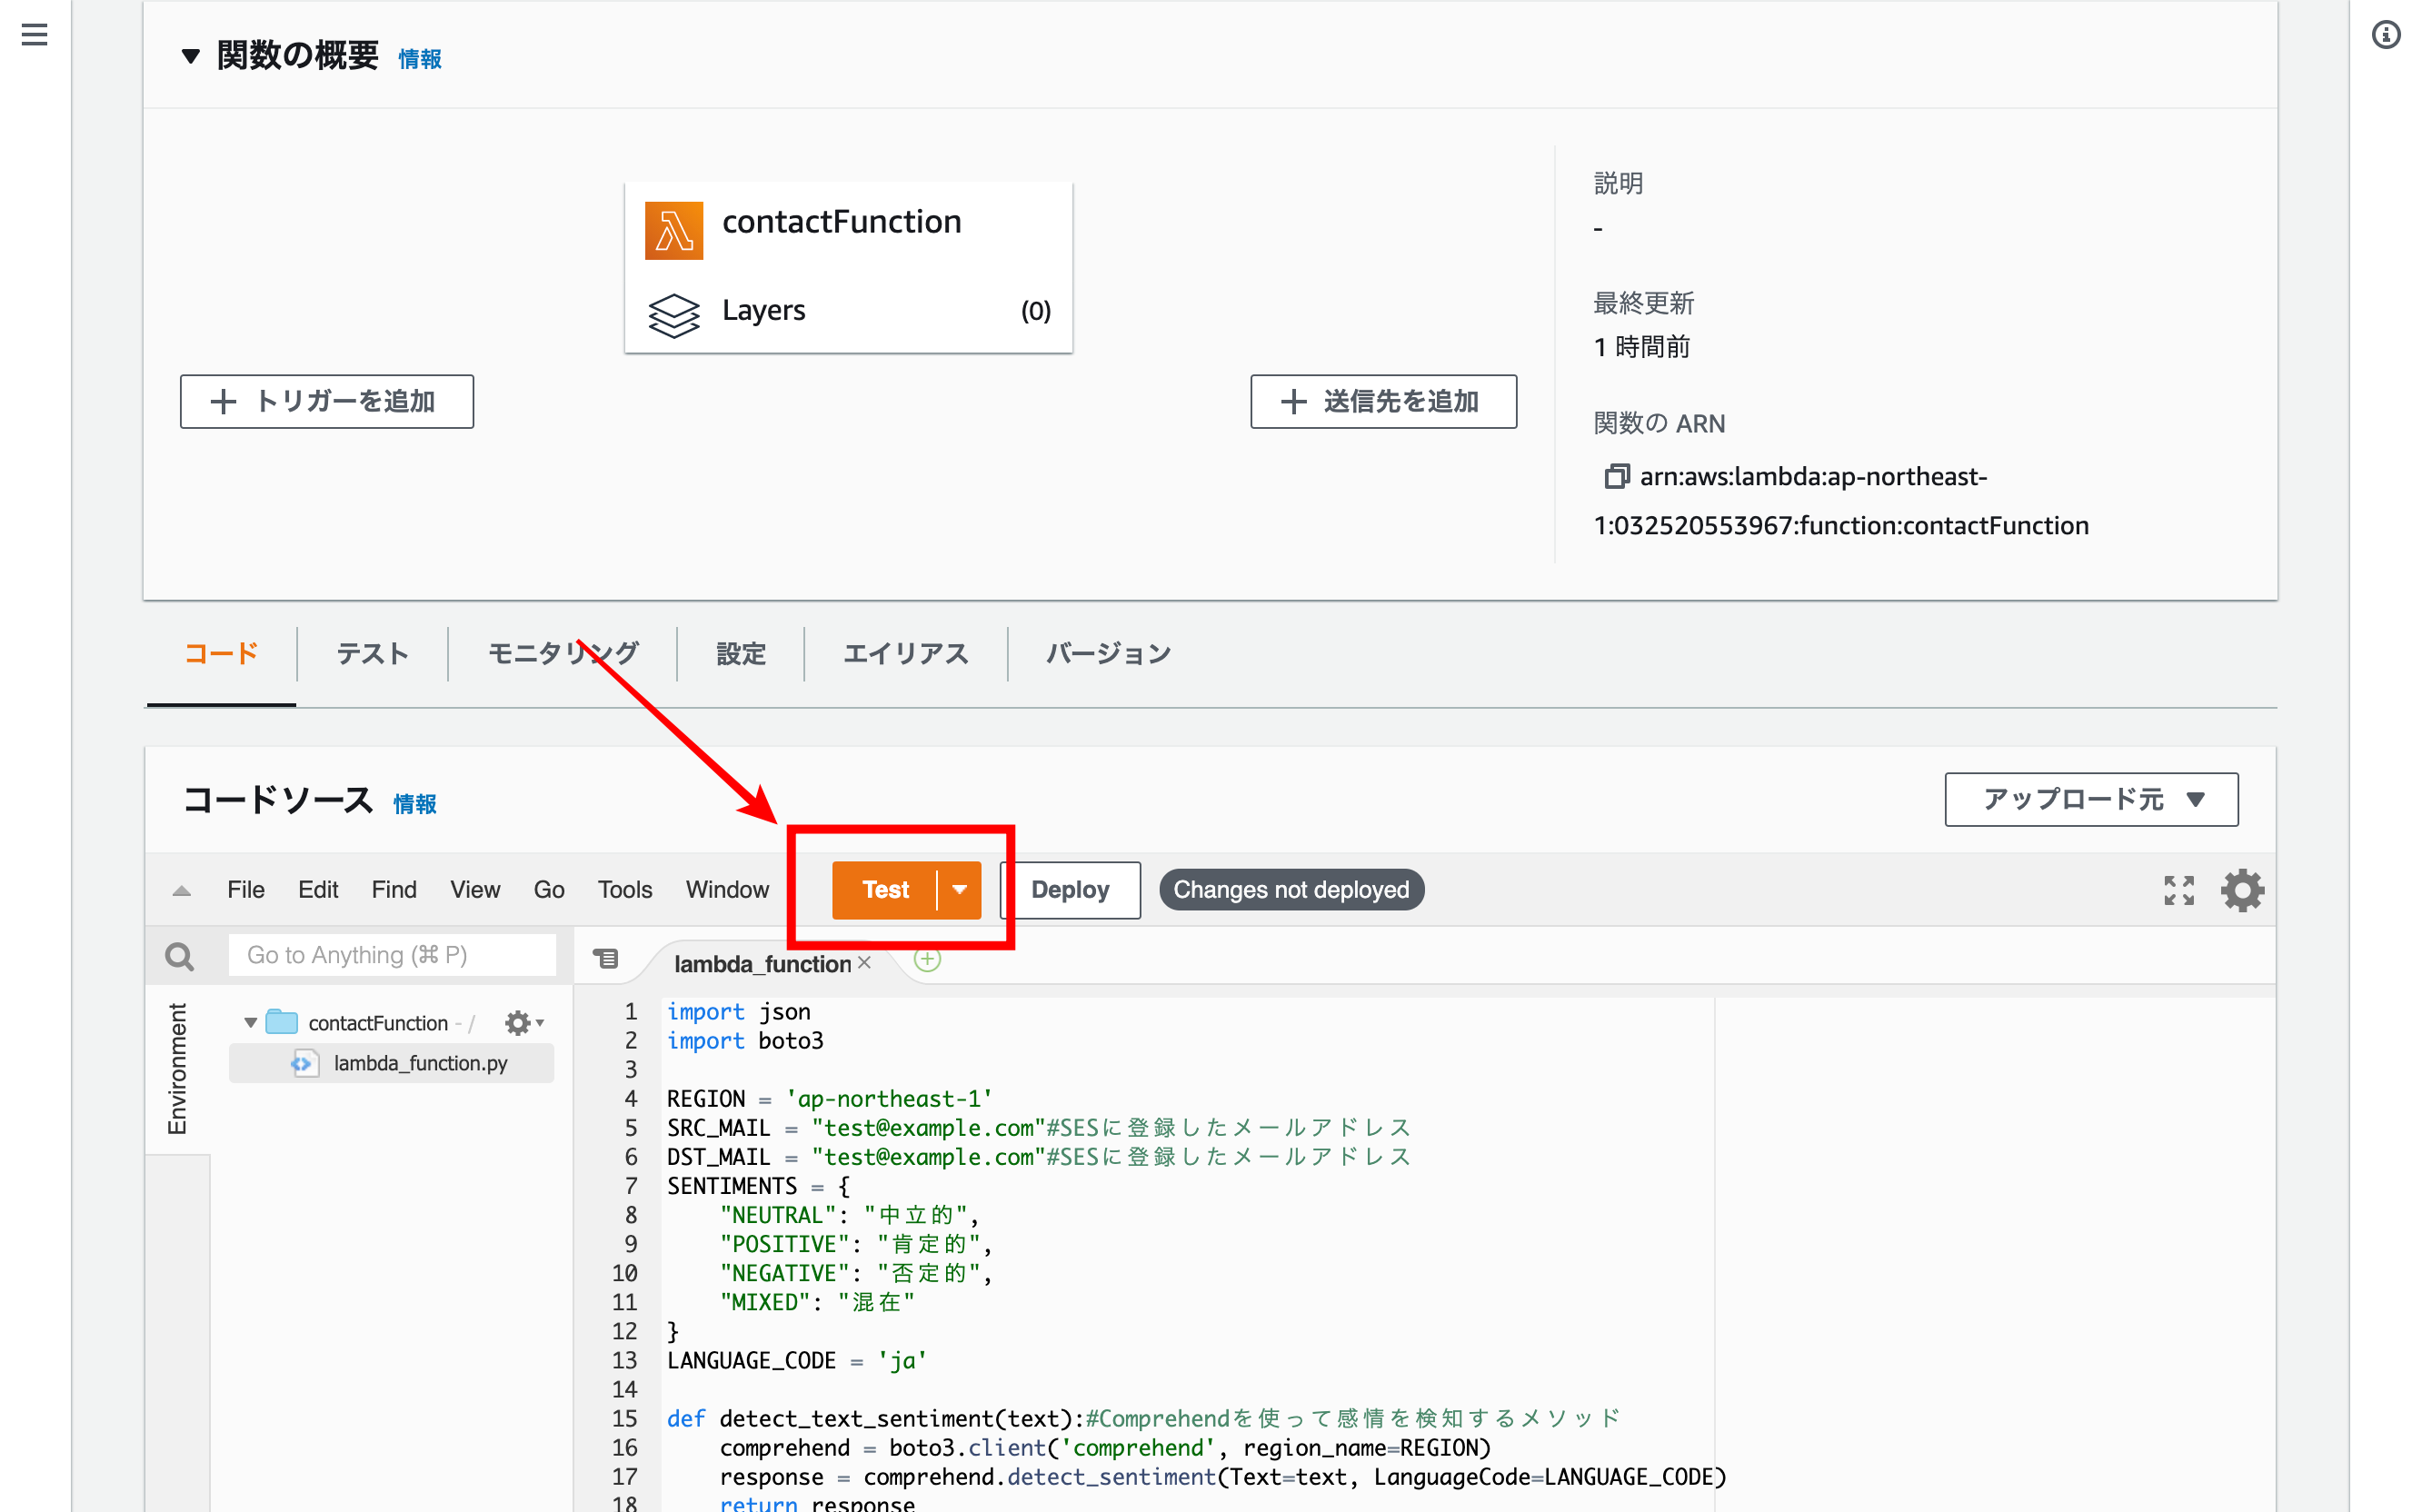 関数の概要 情報
contactFunction
Layers (0)
トリガーを追加
送信先を追加
説明
-
最終更新
1 時間前
関数の ARN
arn:aws:lambda:ap-northeast-
1:032520553967:function:contactFunction
コード テスト モニタリング 設定 エイリアス バージョン
コードソース 情報
アップロード元
File Edit Find View Go Tools Window Test Deploy Changes not deployed
Go to Anything (⌘ P)
lambda_function
Environment
contactFunction - /
lambda_function.py
1 import json
2 import boto3
3
4 REGION = 'ap-northeast-1'
5 SRC_MAIL = "test@example.com"#SESに登録したメールアドレス
6 DST_MAIL = "test@example.com"#SESに登録したメールアドレス
7 SENTIMENTS = {
8 "NEUTRAL": "中立的",
9 "POSITIVE": "肯定的",
10 "NEGATIVE": "否定的",
11 "MIXED": "混在"
12 }
13 LANGUAGE_CODE = 'ja'
14
15 def detect_text_sentiment(text):#Comprehendを使って感情を検知するメソッド
16 comprehend = boto3.client('comprehend', region_name=REGION)
17 response = comprehend.detect_sentiment(Text=text, LanguageCode=LANGUAGE_CODE)
18 return response